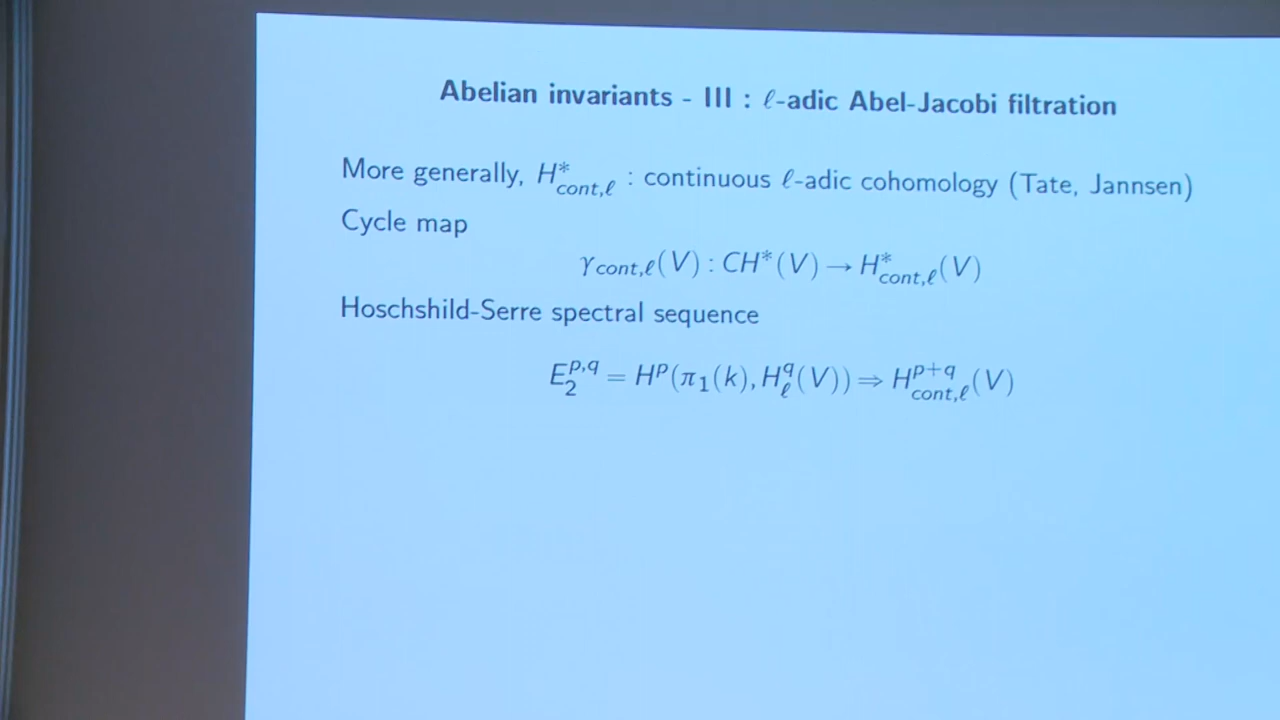 Abelian invariants - III : ℓ-adic Abel-Jacobi filtration
More generally, H*_{cont,ℓ} : continuous ℓ-adic cohomology (Tate, Jannsen)
Cycle map
γ_{cont,ℓ}(V) : CH*(V) → H*_{cont,ℓ}(V)
Hoschshild-Serre spectral sequence
E_2^{p,q} = H^p(π_1(k), H_ℓ^q(V)) ⇒ H^{p+q}_{cont,ℓ}(V)